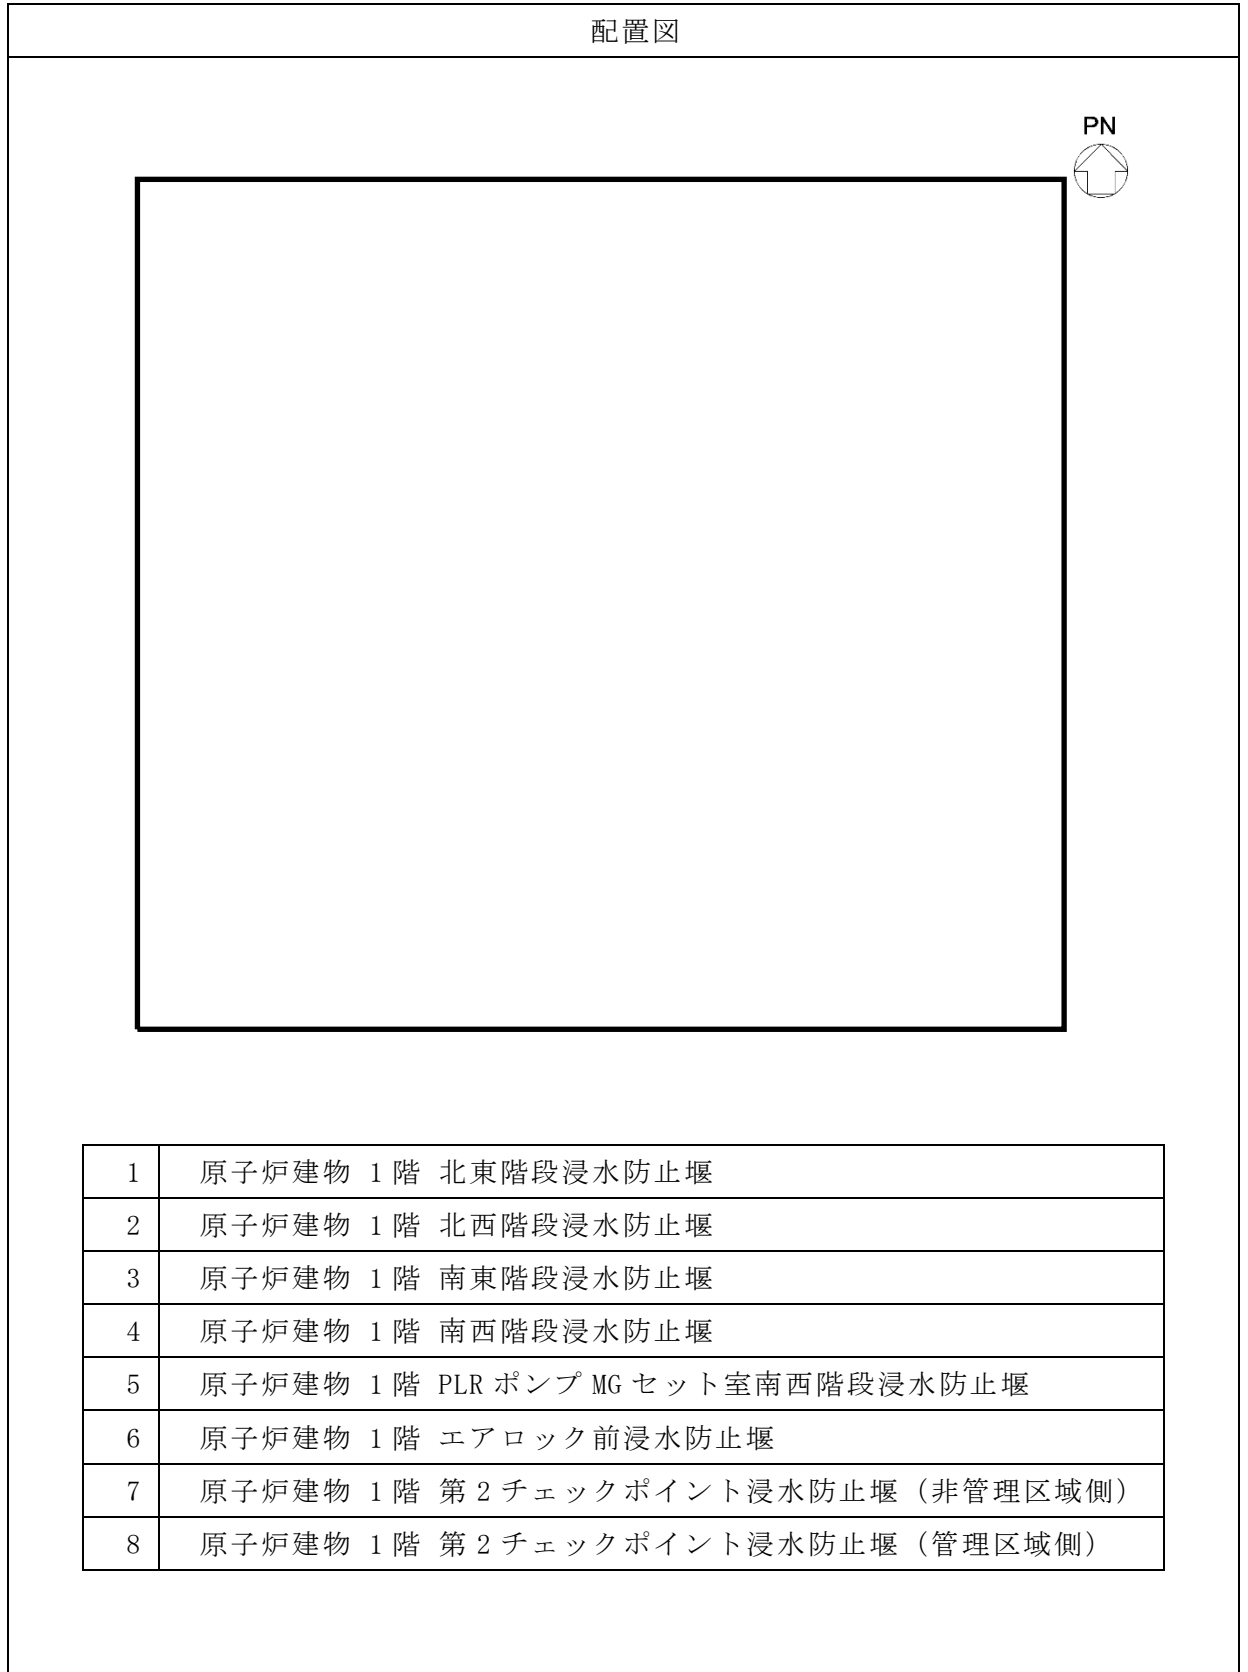 配置図
PN
1 原子炉建物 1階 北東階段浸水防止堰
2 原子炉建物 1階 北西階段浸水防止堰
3 原子炉建物 1階 南東階段浸水防止堰
4 原子炉建物 1階 南西階段浸水防止堰
5 原子炉建物 1階 PLRポンプMGセット室南西階段浸水防止堰
6 原子炉建物 1階 エアロック前浸水防止堰
7 原子炉建物 1階 第2チェックポイント浸水防止堰（非管理区域側）
8 原子炉建物 1階 第2チェックポイント浸水防止堰（管理区域側）